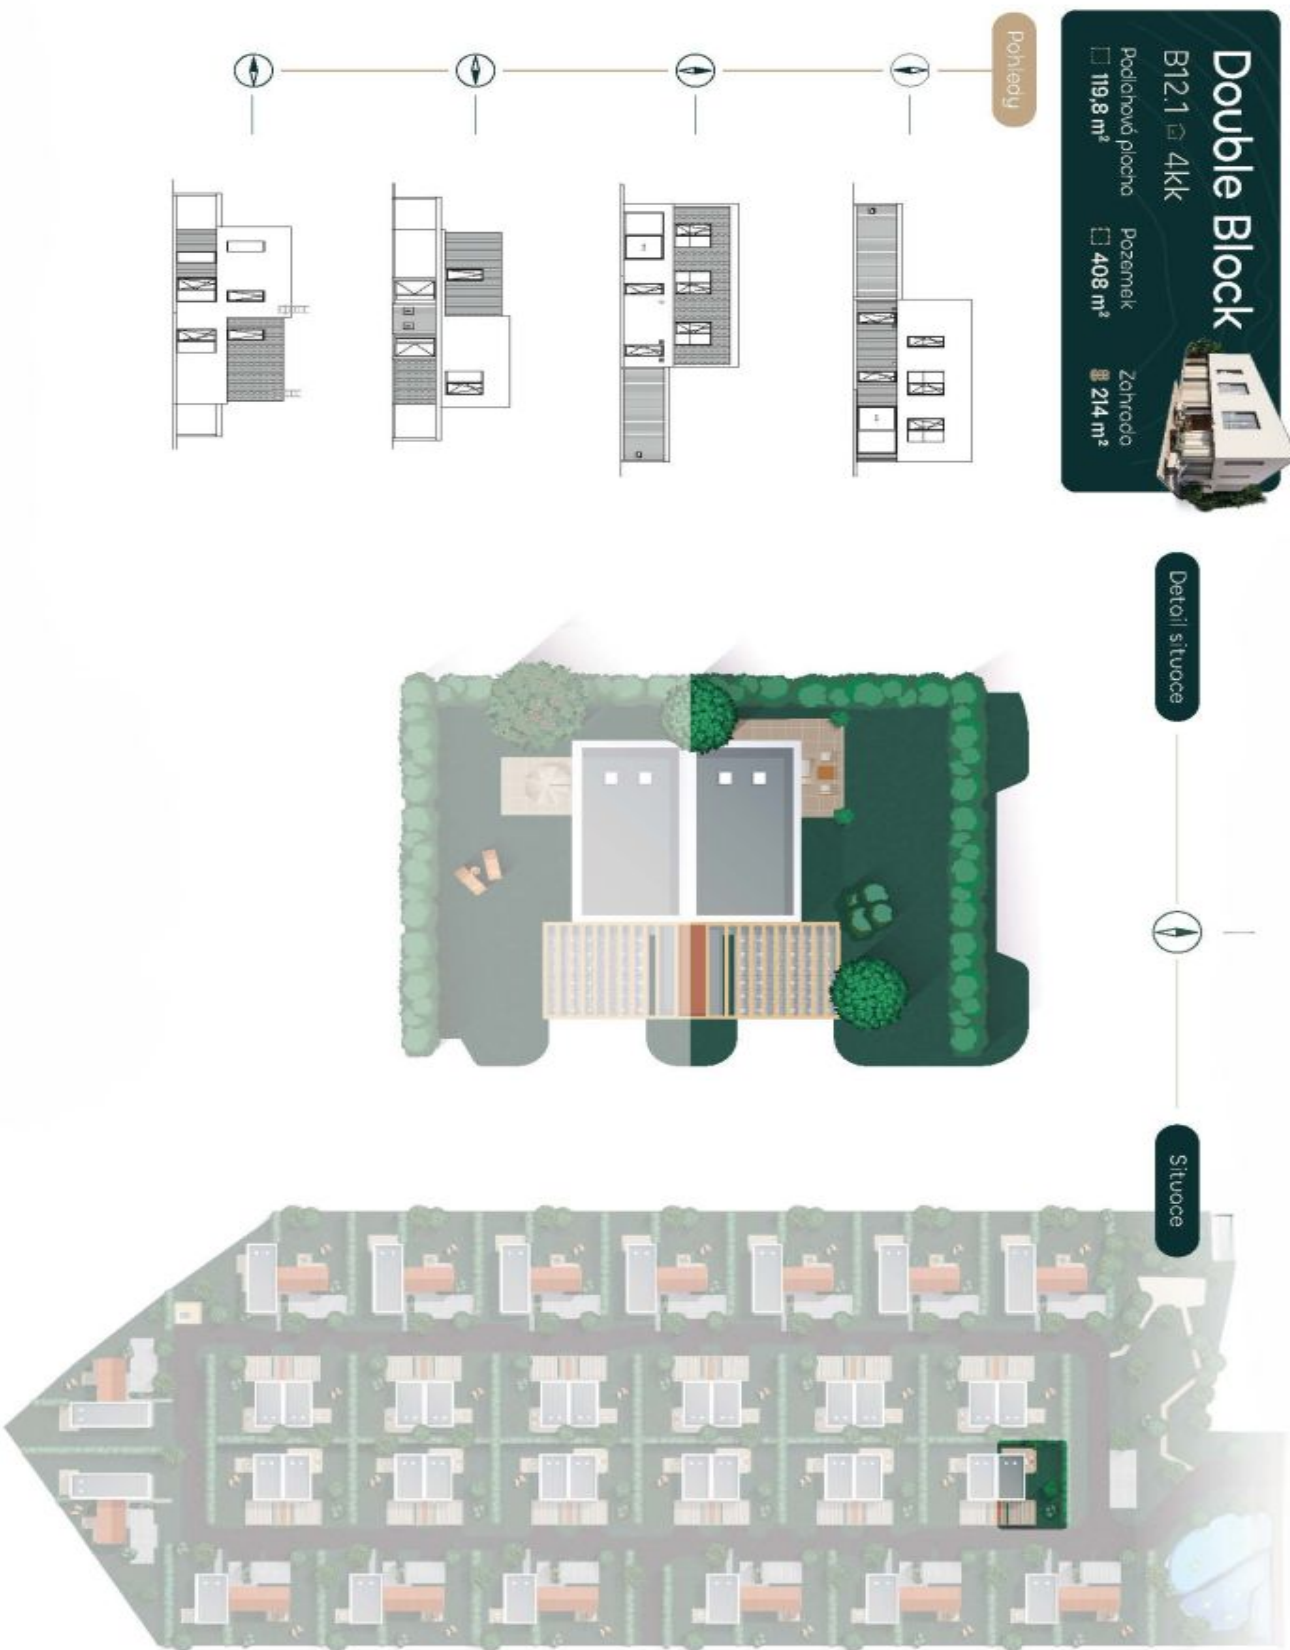 Double Block
B12.1 4kk
Podlahová plocha
119,8 m²
Pozemek
408 m²
Zahrada
214 m²
Pohledy
Detail situace
Situace